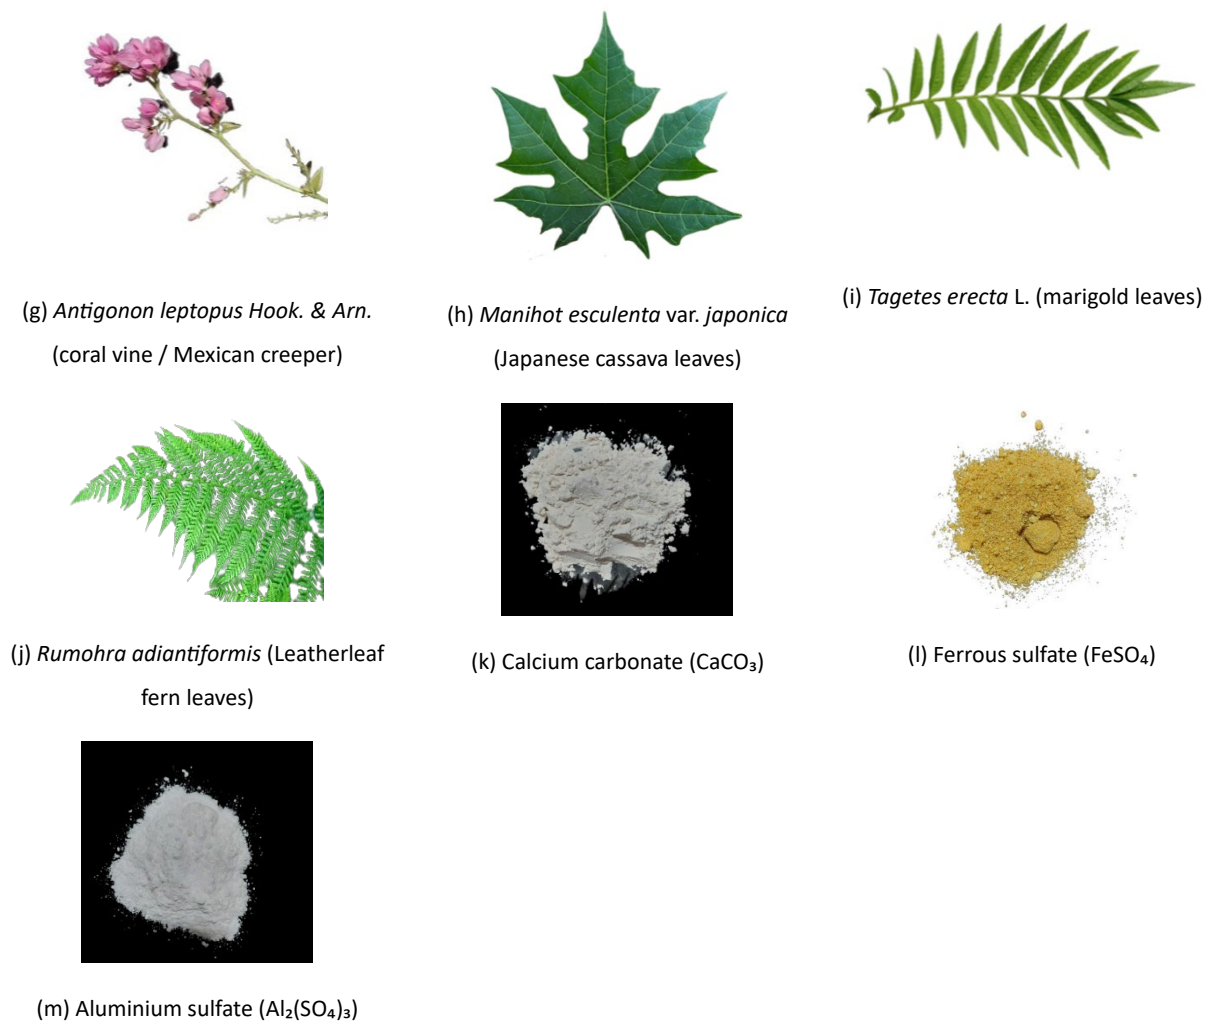 (g) Antigonon leptopus Hook. & Arn.
(coral vine / Mexican creeper)
(h) Manihot esculenta var. japonica
(Japanese cassava leaves)
(i) Tagetes erecta L. (marigold leaves)
(j) Rumohra adiantiformis (Leatherleaf
fern leaves)
(k) Calcium carbonate (CaCO₃)
(l) Ferrous sulfate (FeSO₄)
(m) Aluminium sulfate (Al₂(SO₄)₃)